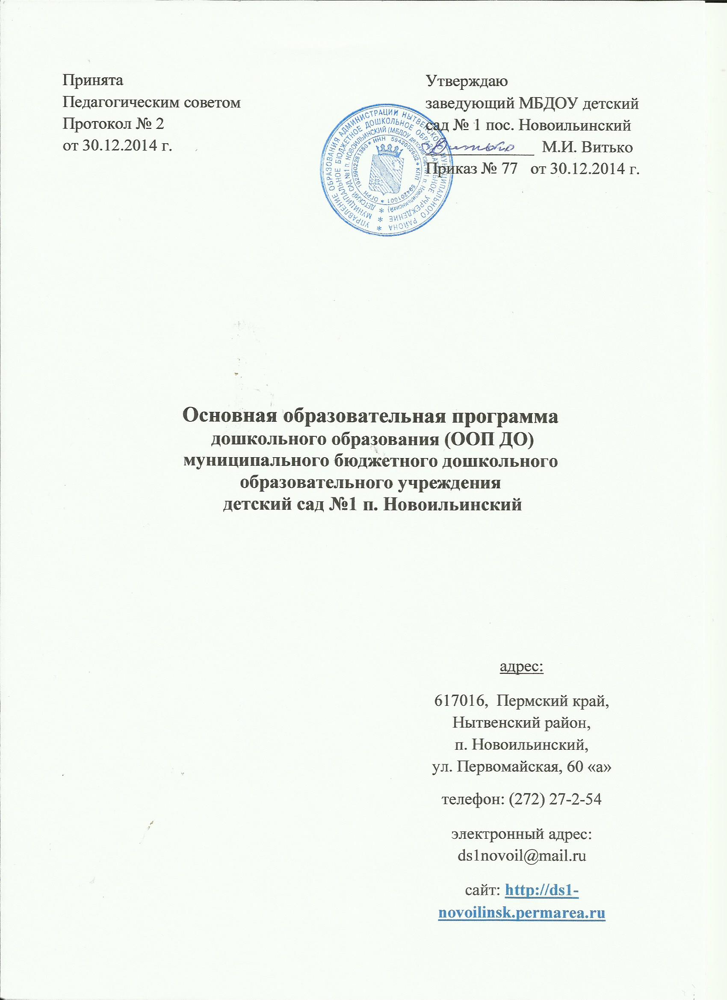 Принята
Педагогическим советом
Протокол № 2
от 30.12.2014 г.
Утверждаю
заведующий МБДОУ детский
сад № 1 пос. Новоильинский
Витько М.И. Витько
Приказ № 77 от 30.12.2014 г.
УПРАВЛЕНИЕ ОБРАЗОВАНИЯ АДМИНИСТРАЦИИ НЫТВЕНСКОГО МУНИЦИПАЛЬНОГО РАЙОНА *
МУНИЦИПАЛЬНОЕ БЮДЖЕТНОЕ ДОШКОЛЬНОЕ ОБРАЗОВАТЕЛЬНОЕ УЧРЕЖДЕНИЕ *
ДЕТСКИЙ САД №1 п. НОВОИЛЬИНСКИЙ (МБДОУ детский сад №1 п. Новоильинский) *
ОГРН 1025902281350 * ИНН 5942002932 * КПП 594201001 *
Основная образовательная программа
дошкольного образования (ООП ДО)
муниципального бюджетного дошкольного
образовательного учреждения
детский сад №1 п. Новоильинский
адрес:
617016, Пермский край,
Нытвенский район,
п. Новоильинский,
ул. Первомайская, 60 «а»
телефон: (272) 27-2-54
электронный адрес:
ds1novoil@mail.ru
сайт: http://ds1-
novoilinsk.permarea.ru